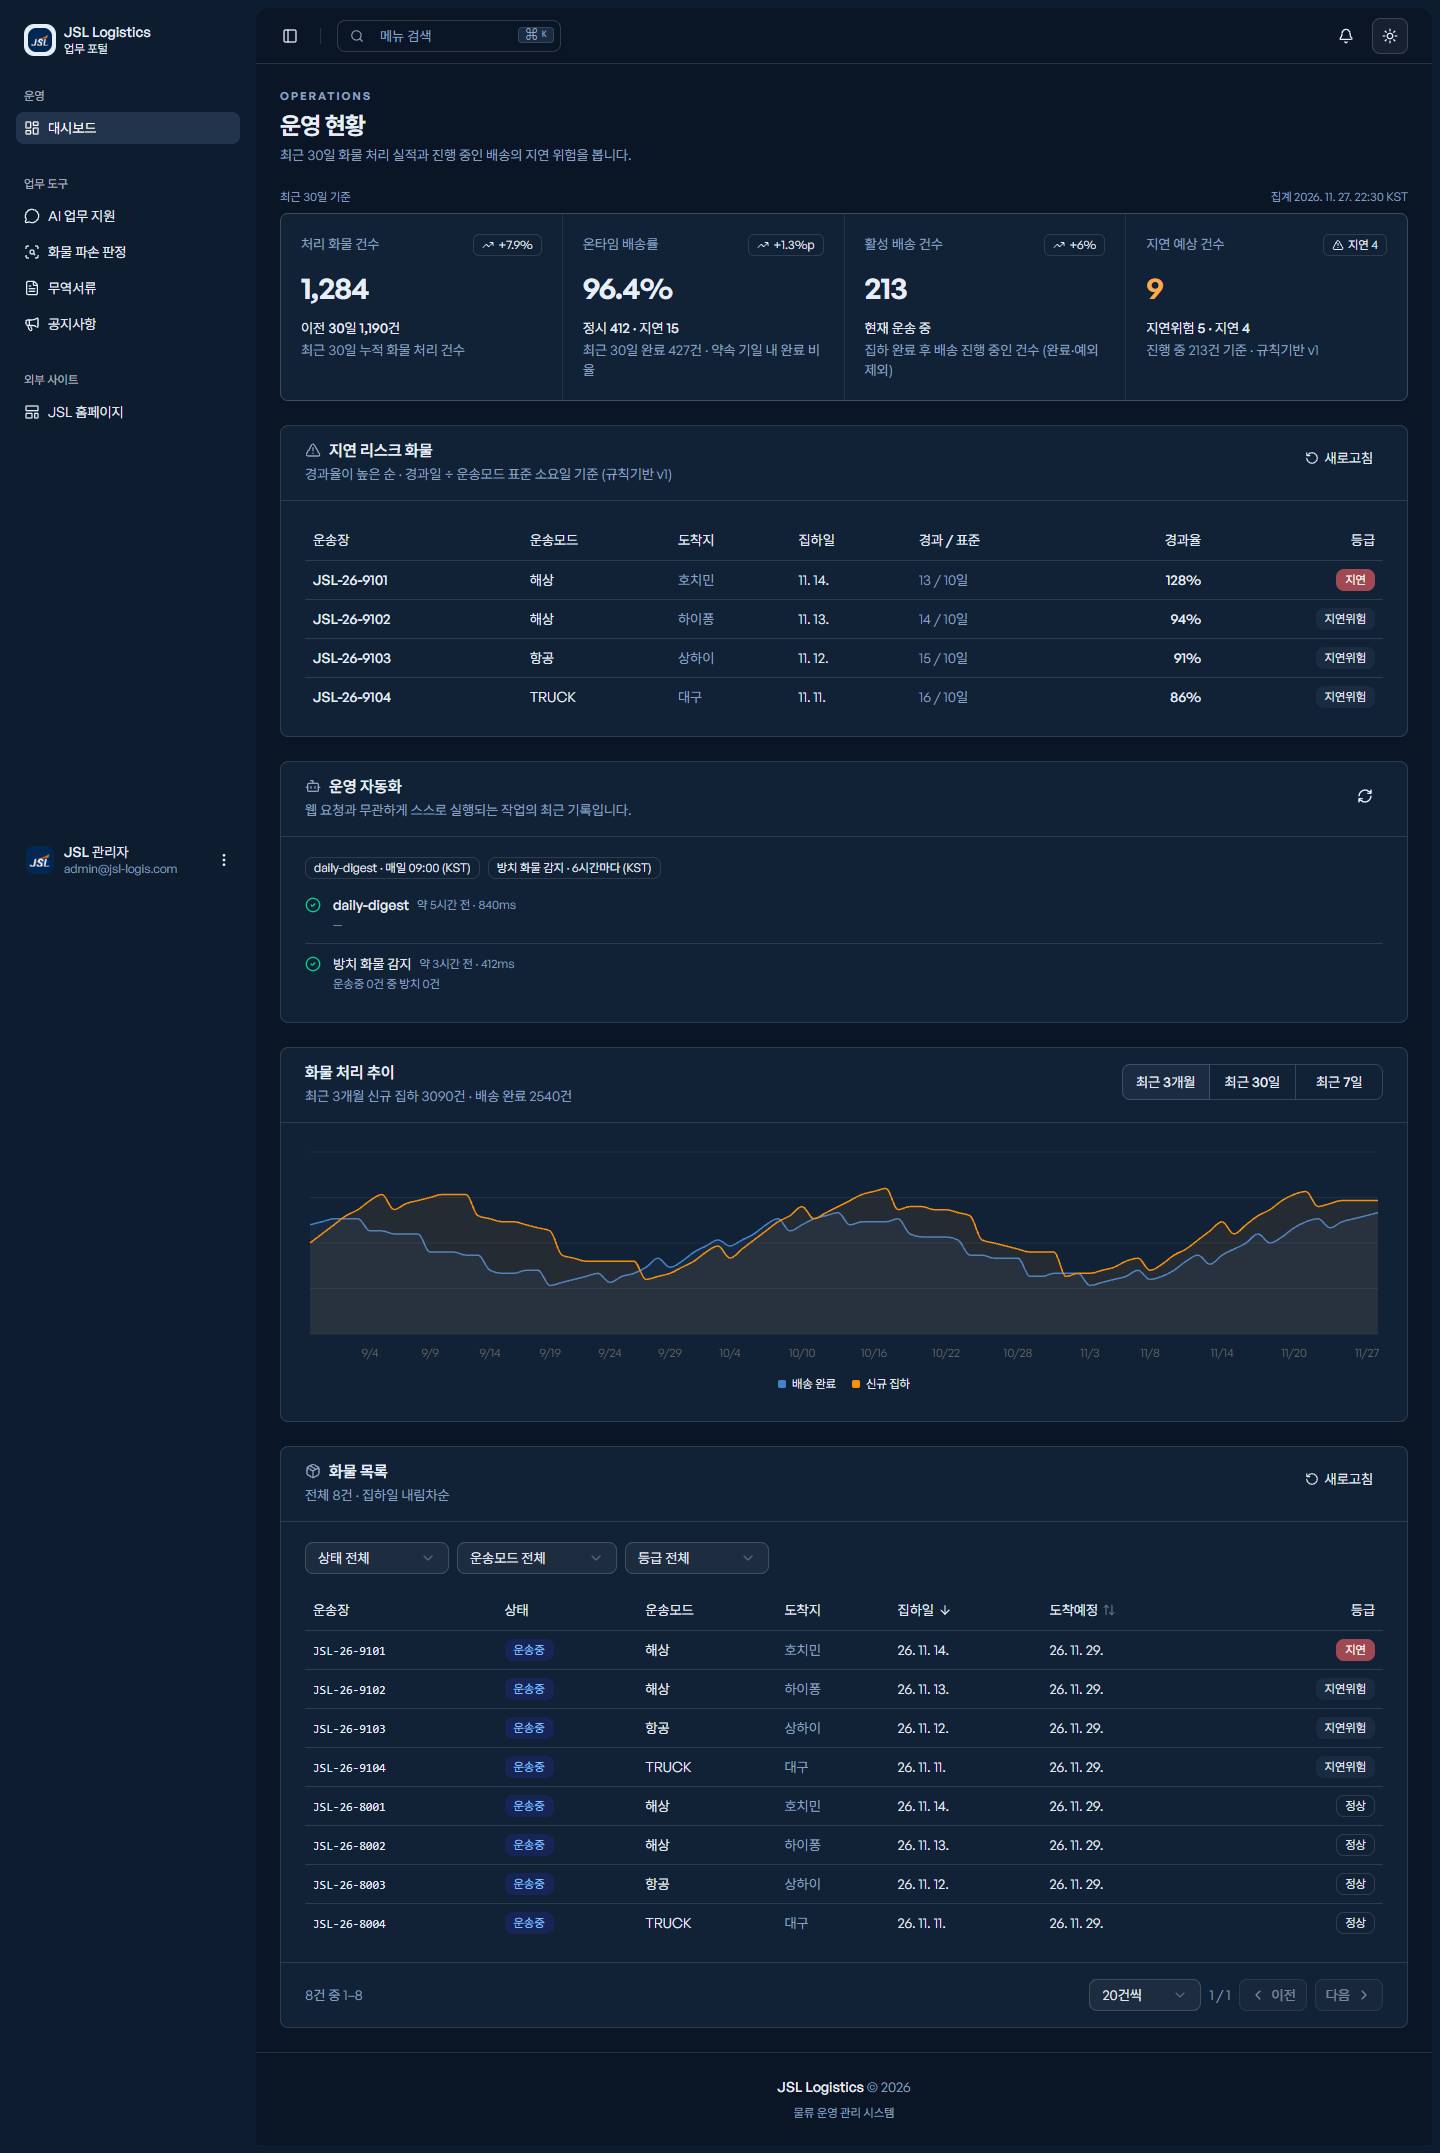 JSL
JSL Logistics
업무 포털
메뉴 검색
⌘ K
운영
대시보드
업무 도구
AI 업무 지원
화물 파손 판정
무역서류
공지사항
외부 사이트
JSL 홈페이지
JSL
JSL 관리자
admin@jsl-logis.com
OPERATIONS
운영 현황
최근 30일 화물 처리 실적과 진행 중인 배송의 지연 위험을 봅니다.
최근 30일 기준
집계 2026. 11. 27. 22:30 KST
처리 화물 건수
+7.9%
1,284
이전 30일 1,190건
최근 30일 누적 화물 처리 건수
온타임 배송률
+1.3%p
96.4%
정시 412 · 지연 15
최근 30일 완료 427건 · 약속 기일 내 완료 비
율
활성 배송 건수
+6%
213
현재 운송 중
집하 완료 후 배송 진행 중인 건수 (완료·예외
제외)
지연 예상 건수
지연 4
9
지연위험 5 · 지연 4
진행 중 213건 기준 · 규칙기반 v1
지연 리스크 화물
경과율이 높은 순 · 경과일 ÷ 운송모드 표준 소요일 기준 (규칙기반 v1)
새로고침
운송장 운송모드 도착지 집하일 경과 / 표준 경과율 등급
JSL-26-9101 해상 호치민 11. 14. 13 / 10일 128% 지연
JSL-26-9102 해상 하이퐁 11. 13. 14 / 10일 94% 지연위험
JSL-26-9103 항공 상하이 11. 12. 15 / 10일 91% 지연위험
JSL-26-9104 TRUCK 대구 11. 11. 16 / 10일 86% 지연위험
운영 자동화
웹 요청과 무관하게 스스로 실행되는 작업의 최근 기록입니다.
daily-digest · 매일 09:00 (KST)
방치 화물 감지 · 6시간마다 (KST)
daily-digest 약 5시간 전 · 840ms
—
방치 화물 감지 약 3시간 전 · 412ms
운송중 0건 중 방치 0건
화물 처리 추이
최근 3개월 신규 집하 3090건 · 배송 완료 2540건
최근 3개월 최근 30일 최근 7일
9/4 9/9 9/14 9/19 9/24 9/29 10/4 10/10 10/16 10/22 10/28 11/3 11/8 11/14 11/20 11/27
배송 완료 신규 집하
화물 목록
전체 8건 · 집하일 내림차순
새로고침
상태 전체 운송모드 전체 등급 전체
운송장 상태 운송모드 도착지 집하일 도착예정 등급
JSL-26-9101 운송중 해상 호치민 26. 11. 14. 26. 11. 29. 지연
JSL-26-9102 운송중 해상 하이퐁 26. 11. 13. 26. 11. 29. 지연위험
JSL-26-9103 운송중 항공 상하이 26. 11. 12. 26. 11. 29. 지연위험
JSL-26-9104 운송중 TRUCK 대구 26. 11. 11. 26. 11. 29. 지연위험
JSL-26-8001 운송중 해상 호치민 26. 11. 14. 26. 11. 29. 정상
JSL-26-8002 운송중 해상 하이퐁 26. 11. 13. 26. 11. 29. 정상
JSL-26-8003 운송중 항공 상하이 26. 11. 12. 26. 11. 29. 정상
JSL-26-8004 운송중 TRUCK 대구 26. 11. 11. 26. 11. 29. 정상
8건 중 1–8
20건씩 1 / 1 이전 다음
JSL Logistics © 2026
물류 운영 관리 시스템